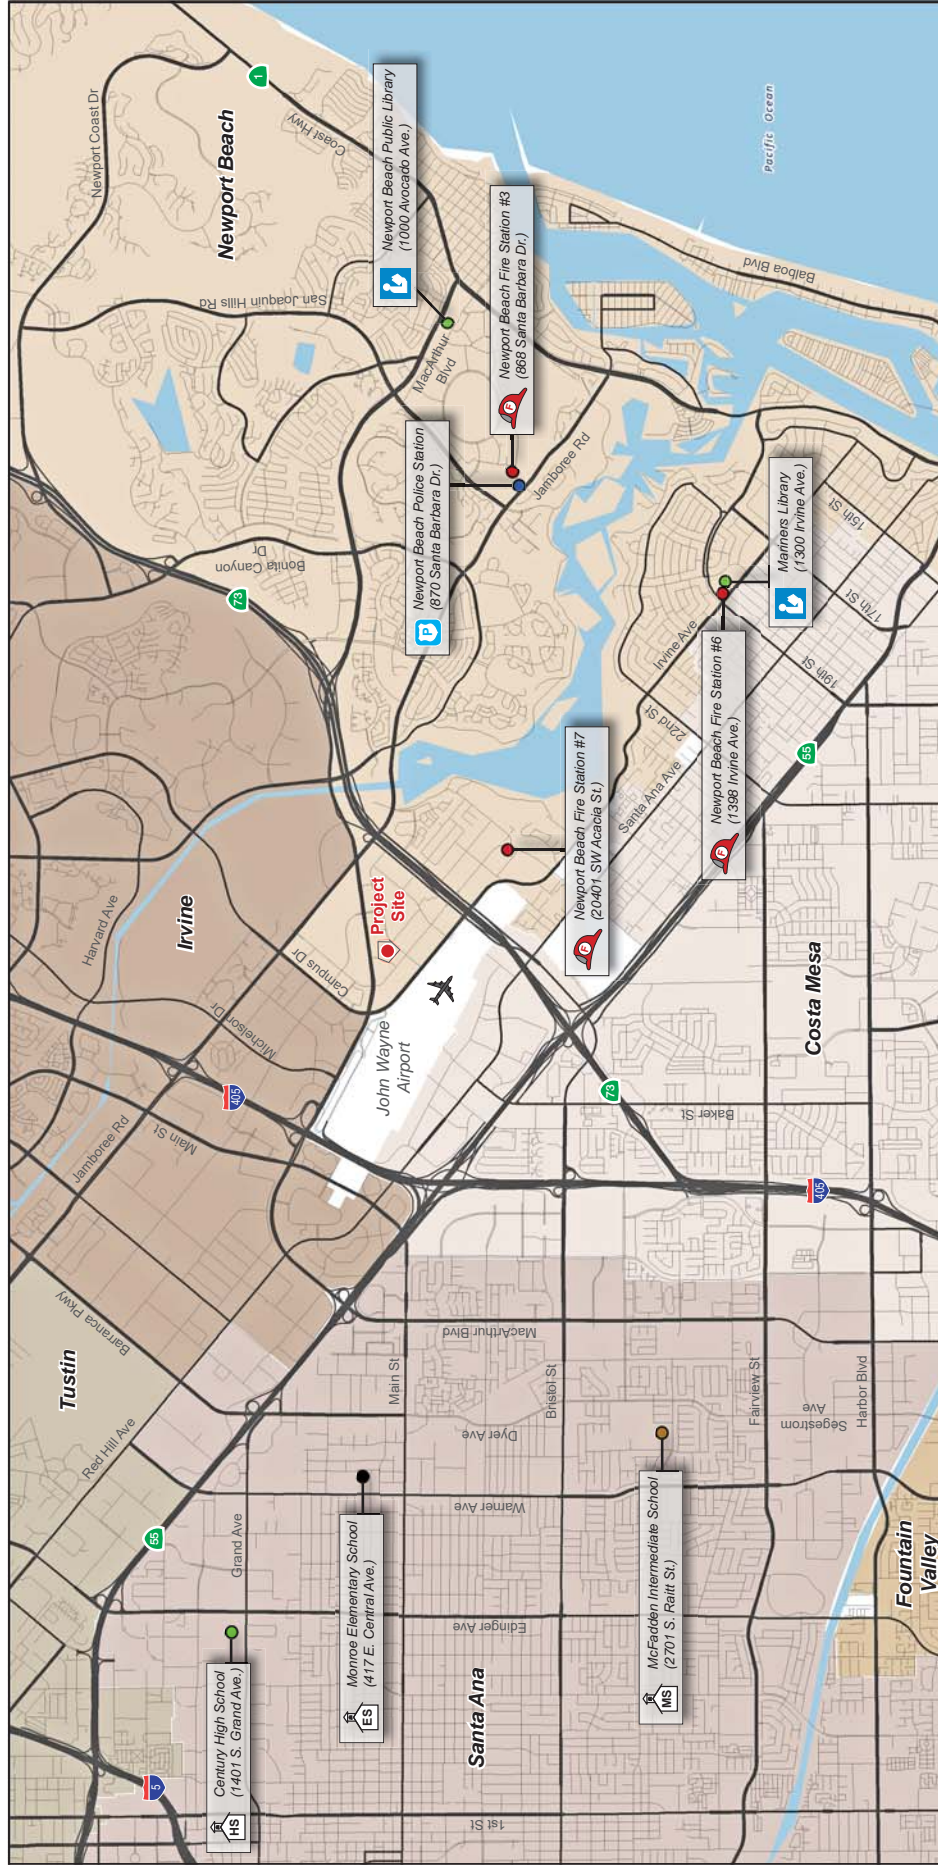 Newport Coast Dr
Newport Beach
1
Coast Hwy
Newport Beach Public Library
(1000 Avocado Ave.)
Pacific Ocean
San Joaquin Hills Rd
MacArthur
Blvd
Newport Beach Fire Station #3
(868 Santa Barbara Dr.)
F
Balboa Blvd
Newport Beach Police Station
(870 Santa Barbara Dr.)
P
Jamboree Rd
Bonita Canyon
Dr
73
Mariners Library
(1300 Irvine Ave.)
15th St
17th St
19th St
Irvine Ave
22nd St
Santa Ana Ave
Newport Beach Fire Station #6
(1398 Irvine Ave.)
F
55
Newport Beach Fire Station #7
(20401 SW Acacia St.)
F
Harvard Ave
Irvine
Project
Site
Campus Dr
Michelson Dr
John Wayne
Airport
Costa Mesa
405
Jamboree Rd
Main St
73
Baker St
405
Barranca Pkwy
Tustin
MacArthur Blvd
Main St
Bristol St
Fairview St
Harbor Blvd
Segestrom
Ave
Dyer Ave
Red Hill Ave
55
Grand Ave
Warner Ave
Monroe Elementary School
(417 E. Central Ave.)
ES
McFadden Intermediate School
(2701 S. Raitt St.)
MS
Fountain
Valley
Edinger Ave
Santa Ana
Century High School
(1401 S. Grand Ave.)
HS
5
1st St